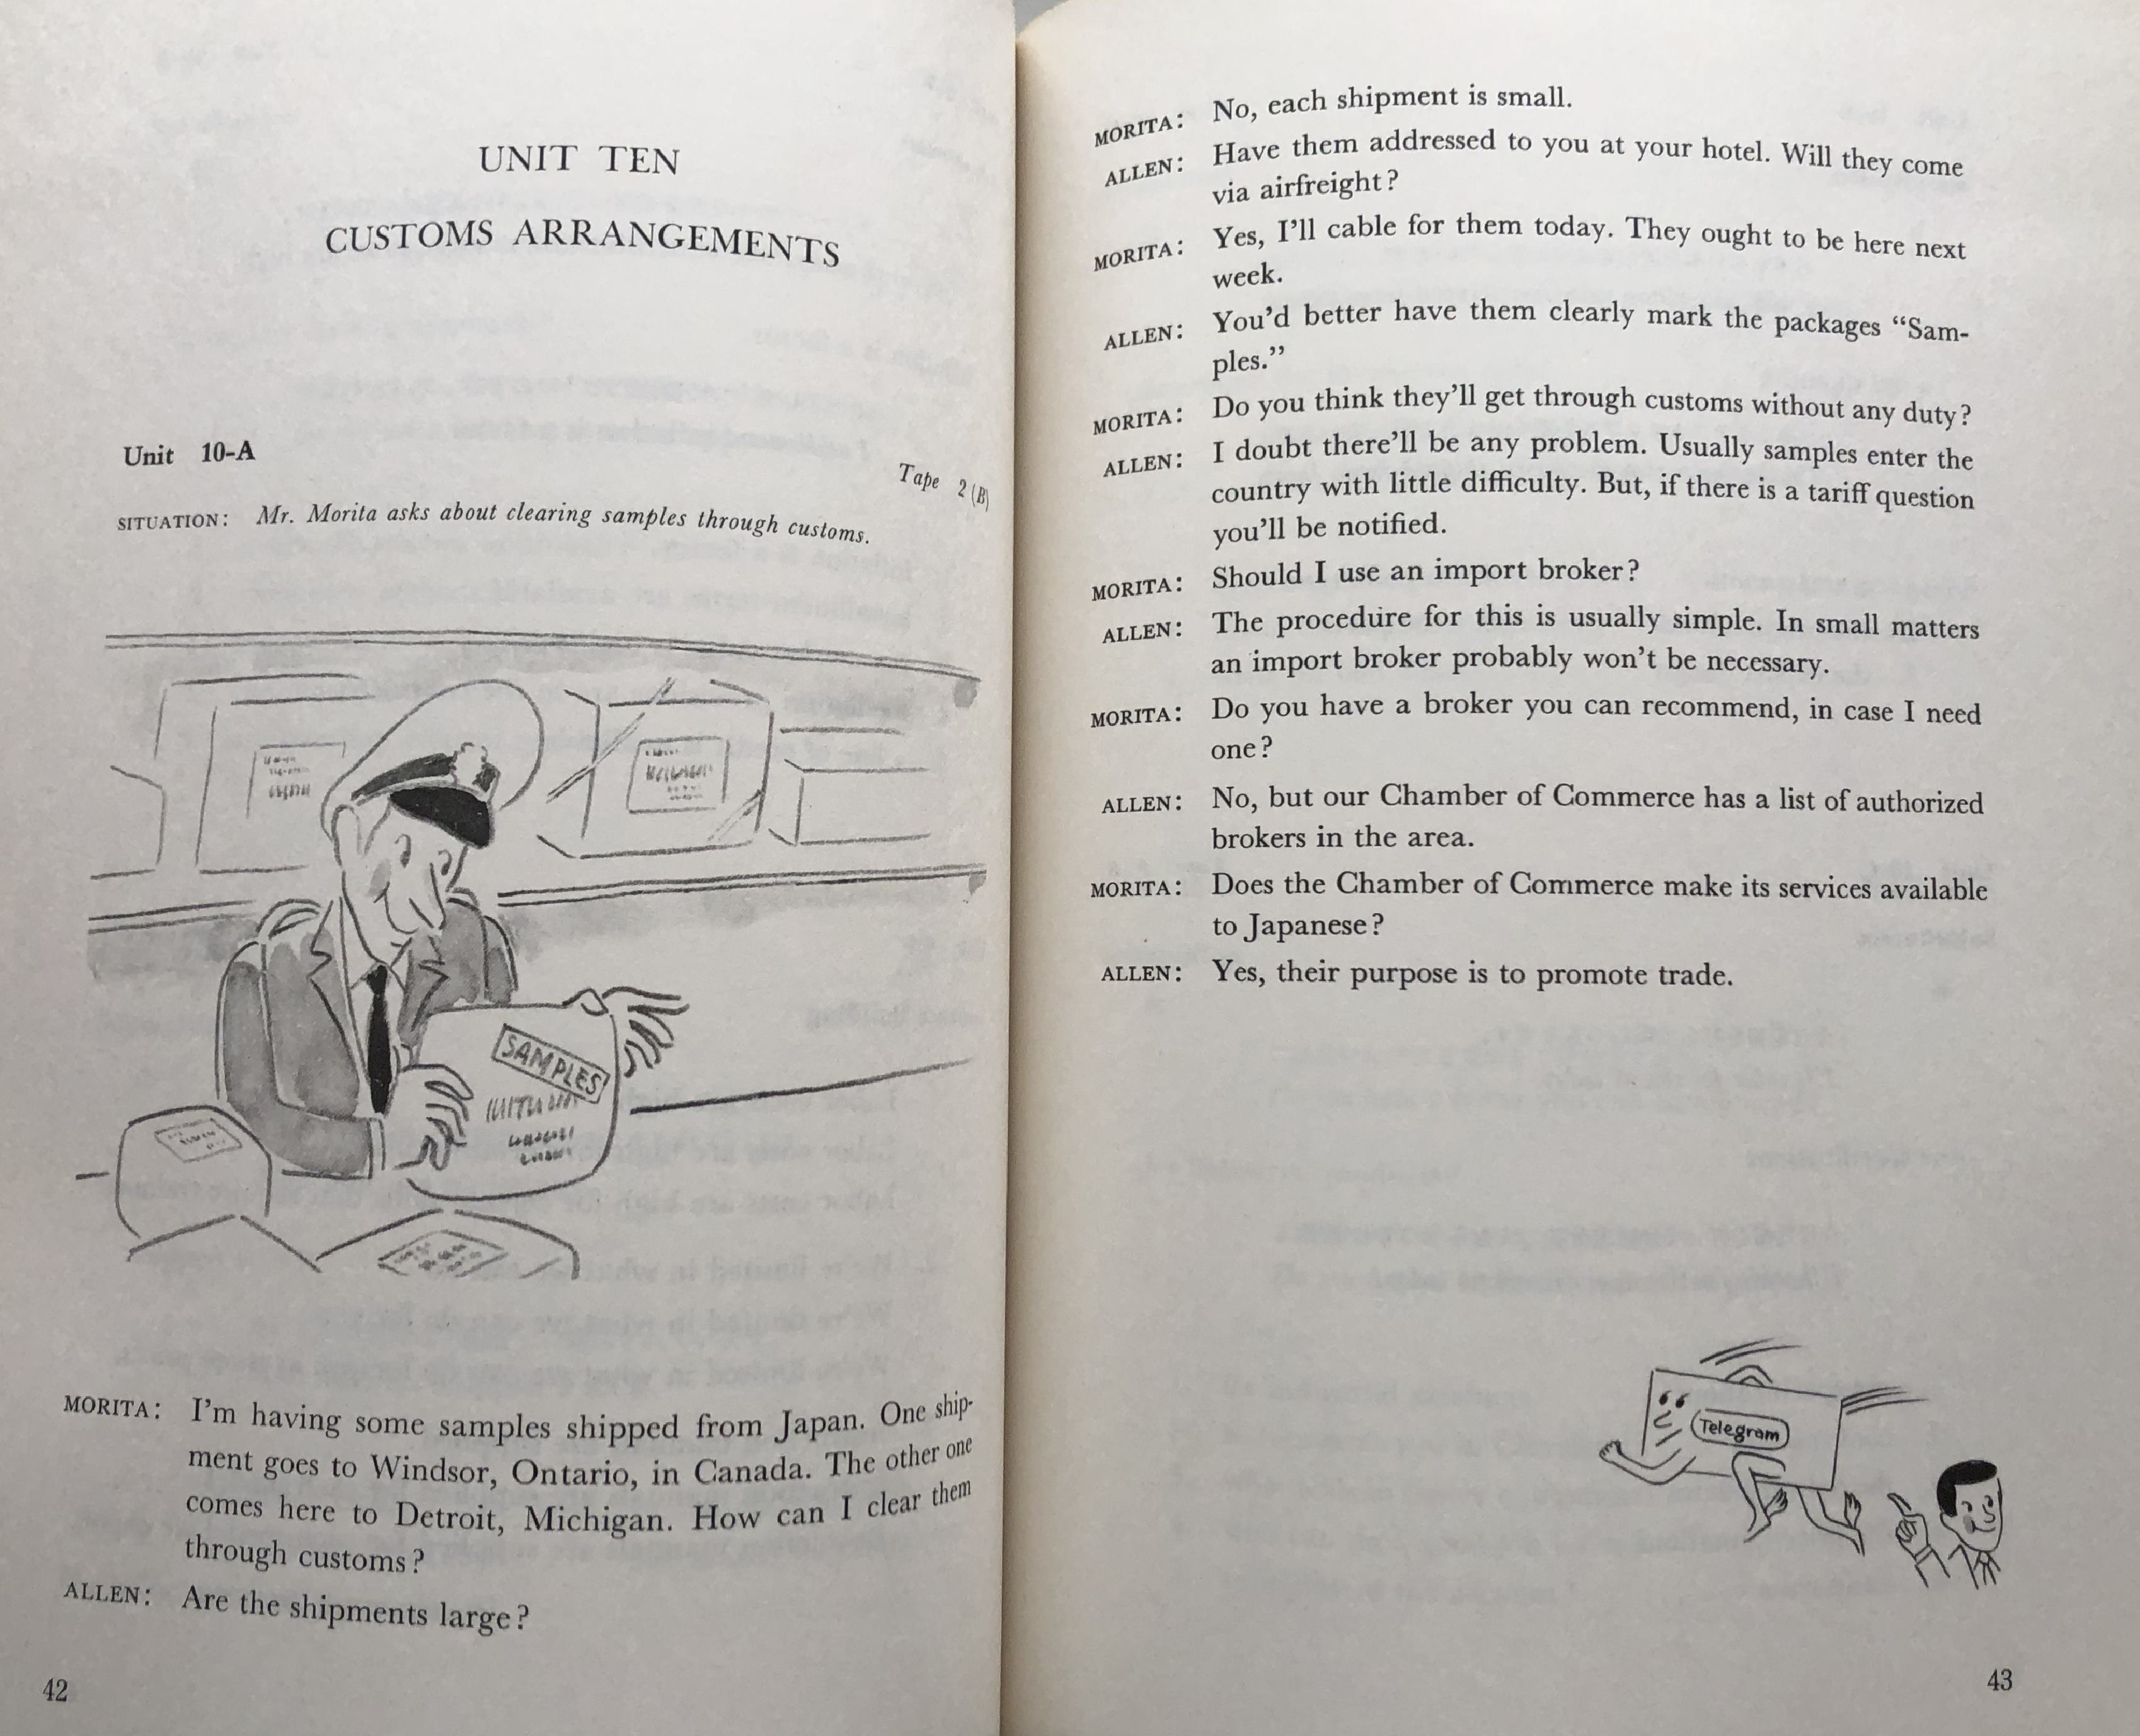 UNIT TEN
CUSTOMS ARRANGEMENTS
Unit 10-A
Tape 2 (B)
SITUATION: Mr. Morita asks about clearing samples through customs.
SAMPLES
MORITA: I'm having some samples shipped from Japan. One ship-
ment goes to Windsor, Ontario, in Canada. The other one
comes here to Detroit, Michigan. How can I clear them
through customs?
ALLEN: Are the shipments large?
42
MORITA: No, each shipment is small.
ALLEN: Have them addressed to you at your hotel. Will they come
via airfreight?
MORITA: Yes, I'll cable for them today. They ought to be here next
week.
ALLEN: You'd better have them clearly mark the packages “Sam-
ples.”
MORITA: Do you think they'll get through customs without any duty?
ALLEN: I doubt there'll be any problem. Usually samples enter the
country with little difficulty. But, if there is a tariff question
you'll be notified.
MORITA: Should I use an import broker?
ALLEN: The procedure for this is usually simple. In small matters
an import broker probably won't be necessary.
MORITA: Do you have a broker you can recommend, in case I need
one?
ALLEN: No, but our Chamber of Commerce has a list of authorized
brokers in the area.
MORITA: Does the Chamber of Commerce make its services available
to Japanese?
ALLEN: Yes, their purpose is to promote trade.
Telegram
43